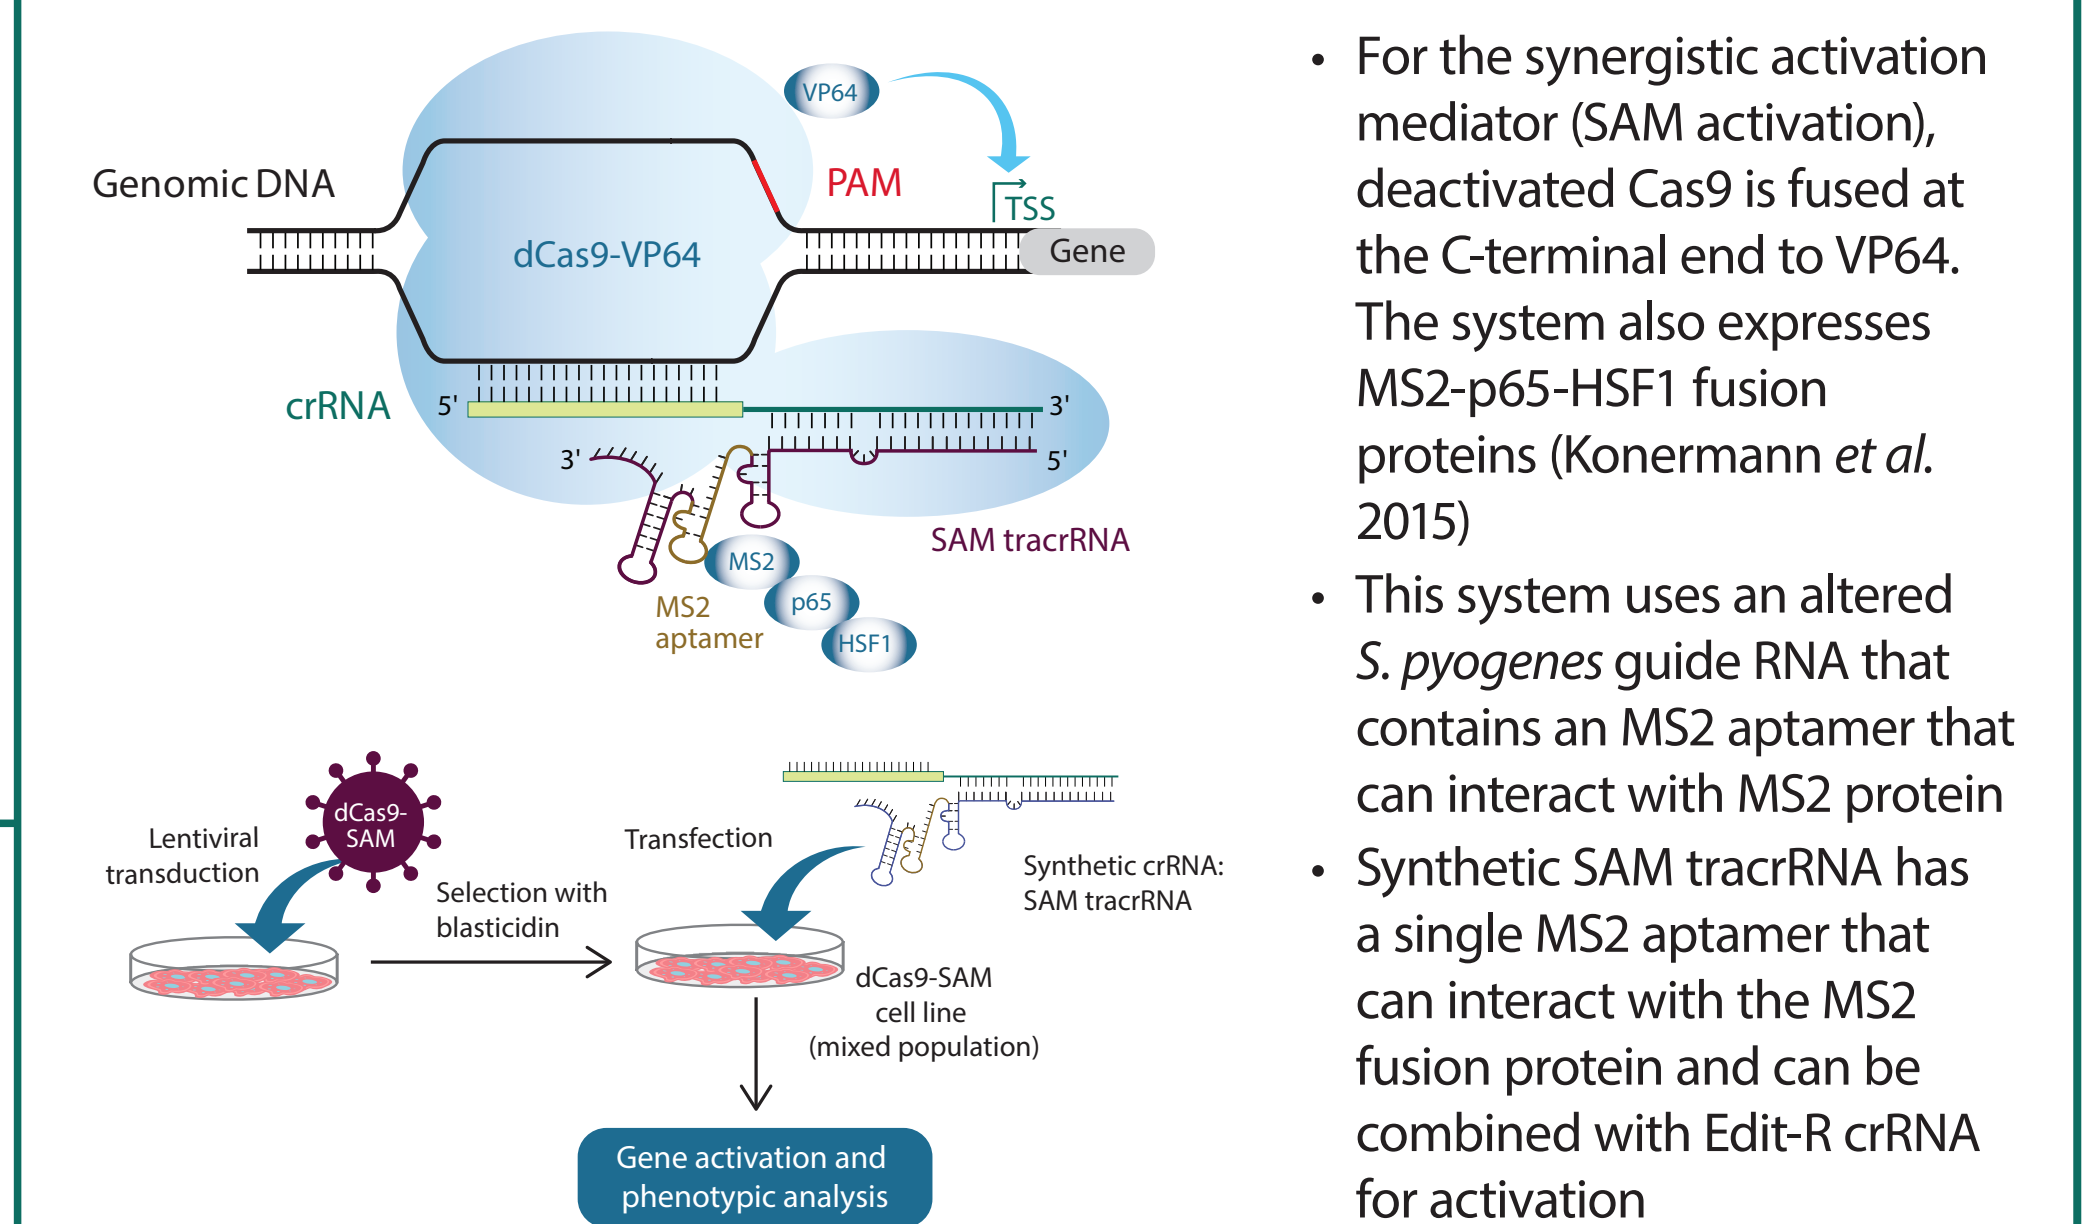 VP64
Genomic DNA
PAM
TSS
dCas9-VP64
Gene
crRNA
5'
3'
3'
5'
SAM tracrRNA
MS2
p65
HSF1
MS2
aptamer
dCas9-
SAM
Lentiviral
transduction
Selection with
blasticidin
Transfection
Synthetic crRNA:
SAM tracrRNA
dCas9-SAM
cell line
(mixed population)
Gene activation and
phenotypic analysis
• For the synergistic activation
mediator (SAM activation),
deactivated Cas9 is fused at
the C-terminal end to VP64.
The system also expresses
MS2-p65-HSF1 fusion
proteins (Konermann et al.
2015)
• This system uses an altered
S. pyogenes guide RNA that
contains an MS2 aptamer that
can interact with MS2 protein
• Synthetic SAM tracrRNA has
a single MS2 aptamer that
can interact with the MS2
fusion protein and can be
combined with Edit-R crRNA
for activation